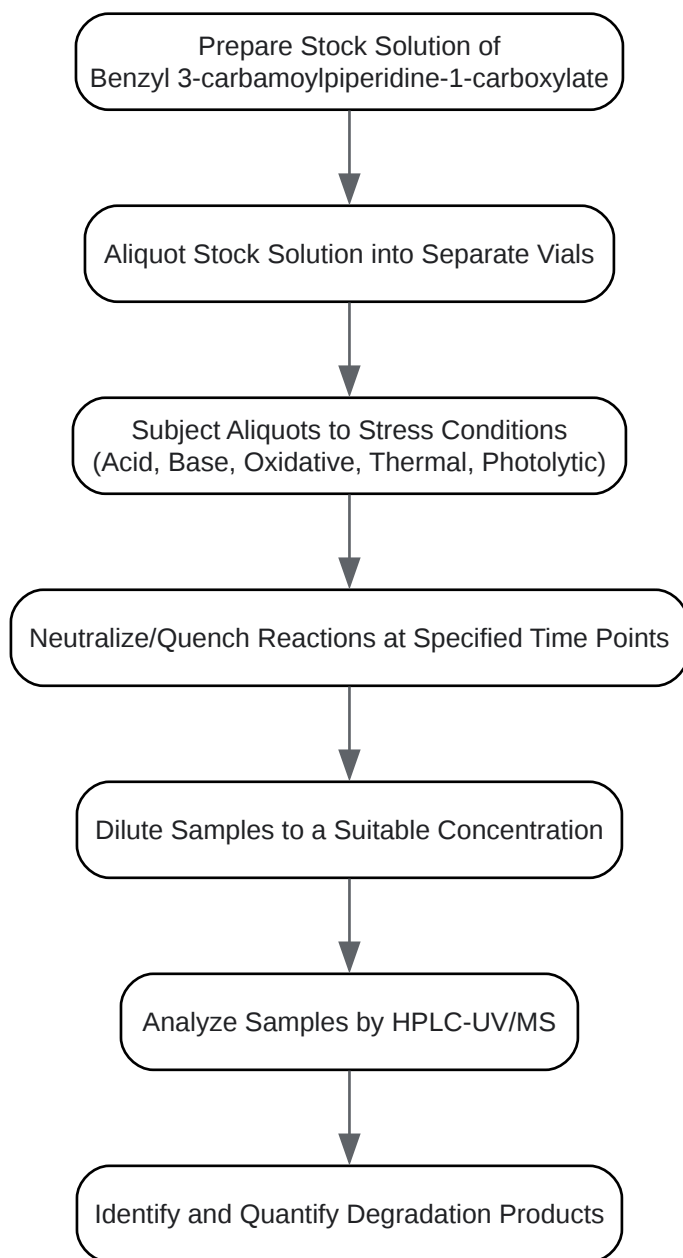 Prepare Stock Solution of
Benzyl 3-carbamoylpiperidine-1-carboxylate
Aliquot Stock Solution into Separate Vials
Subject Aliquots to Stress Conditions
(Acid, Base, Oxidative, Thermal, Photolytic)
Neutralize/Quench Reactions at Specified Time Points
Dilute Samples to a Suitable Concentration
Analyze Samples by HPLC-UV/MS
Identify and Quantify Degradation Products